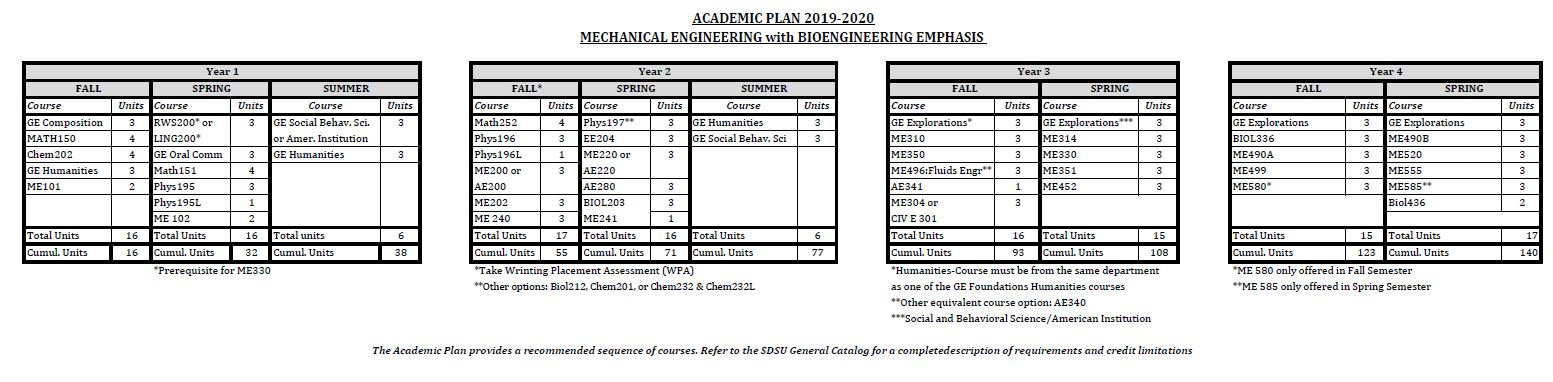 ACADEMIC PLAN 2019-2020
MECHANICAL ENGINEERING with BIOENGINEERING EMPHASIS
Year 1
FALL SPRING SUMMER
Course Units Course Units Course Units
GE Composition 3 RWS200* or 3 GE Social Behav. Sci. 3
MATH150 4 LING200* or Amer. Institution
Chem202 4 GE Oral Comm 3 GE Humanities 3
GE Humanities 3 Math151 4
ME101 2 Phys195 3
Phys195L 1
ME 102 2
Total Units 16 Total Units 16 Total units 6
Cumul. Units 16 Cumul. Units 32 Cumul. Units 38
*Prerequisite for ME330
Year 2
FALL* SPRING SUMMER
Course Units Course Units Course Units
Math252 4 Phys197** 3 GE Humanities 3
Phys196 3 EE204 3 GE Social Behav. Sci 3
Phys196L 1 ME220 or 3
ME200 or 3 AE220
AE200 AE280 3
ME202 3 BIOL203 3
ME 240 3 ME241 1
Total Units 17 Total Units 16 Total Units 6
Cumul. Units 55 Cumul. Units 71 Cumul. Units 77
*Take Wrinting Placement Assessment (WPA)
**Other options: Biol212, Chem201, or Chem232 & Chem232L
Year 3
FALL SPRING
Course Units Course Units
GE Explorations* 3 GE Explorations*** 3
ME310 3 ME314 3
ME350 3 ME330 3
ME496:Fluids Engr** 3 ME351 3
AE341 1 ME452 3
ME304 or 3
CIV E 301
Total Units 16 Total Units 15
Cumul. Units 93 Cumul. Units 108
*Humanities-Course must be from the same department
as one of the GE Foundations Humanities courses
**Other equivalent course option: AE340
***Social and Behavioral Science/American Institution
Year 4
FALL SPRING
Course Units Course Units
GE Explorations 3 GE Explorations 3
BIOL336 3 ME490B 3
ME490A 3 ME520 3
ME499 3 ME555 3
ME580* 3 ME585** 3
Biol436 2
Total Units 15 Total Units 17
Cumul. Units 123 Cumul. Units 140
*ME 580 only offered in Fall Semester
**ME 585 only offered in Spring Semester
The Academic Plan provides a recommended sequence of courses. Refer to the SDSU General Catalog for a completedescription of requirements and credit limitations